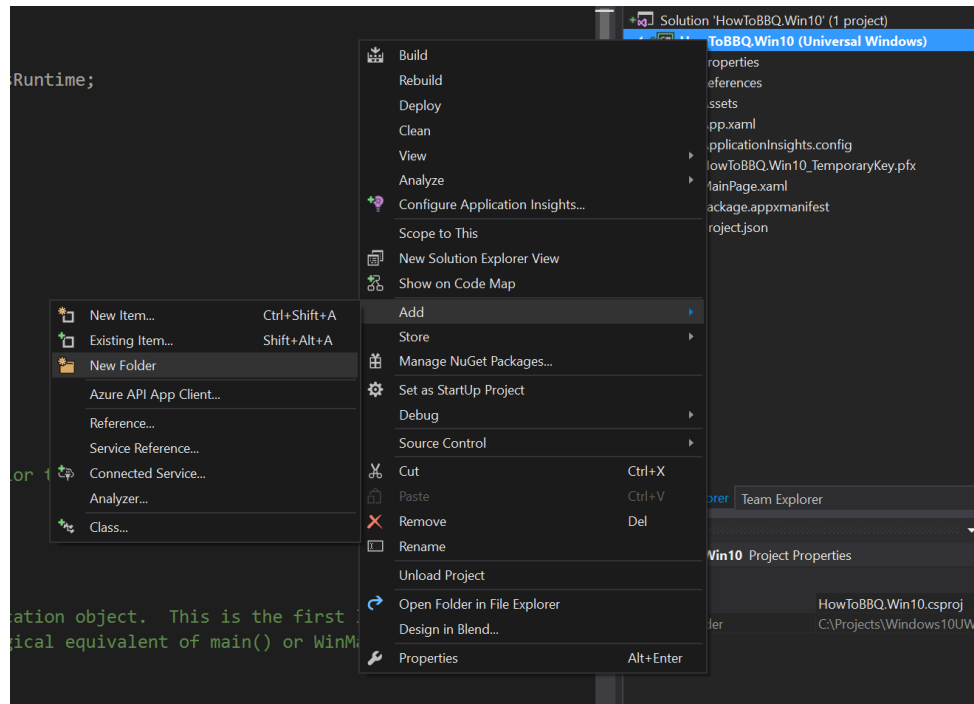 Solution 'HowToBBQ.Win10' (1 project)
ToBBQ.Win10 (Universal Windows)
roperties
eferences
ssets
pp.xaml
pplicationInsights.config
owToBBQ.Win10_TemporaryKey.pfx
MainPage.xaml
ackage.appxmanifest
roject.json
sRuntime;
Build
Rebuild
Deploy
Clean
View
Analyze
Configure Application Insights...
Scope to This
New Solution Explorer View
Show on Code Map
Add
Store
Manage NuGet Packages...
Set as StartUp Project
Debug
Source Control
Cut Ctrl+X
Paste Ctrl+V
Remove Del
Rename
Unload Project
Open Folder in File Explorer
Design in Blend...
Properties Alt+Enter
New Item... Ctrl+Shift+A
Existing Item... Shift+Alt+A
New Folder
Azure API App Client...
Reference...
Service Reference...
Connected Service...
Analyzer...
Class...
or t
cation object.  This is the first
gical equivalent of main() or WinMa
orer Team Explorer
Win10 Project Properties
HowToBBQ.Win10.csproj
der C:\Projects\Windows10UW